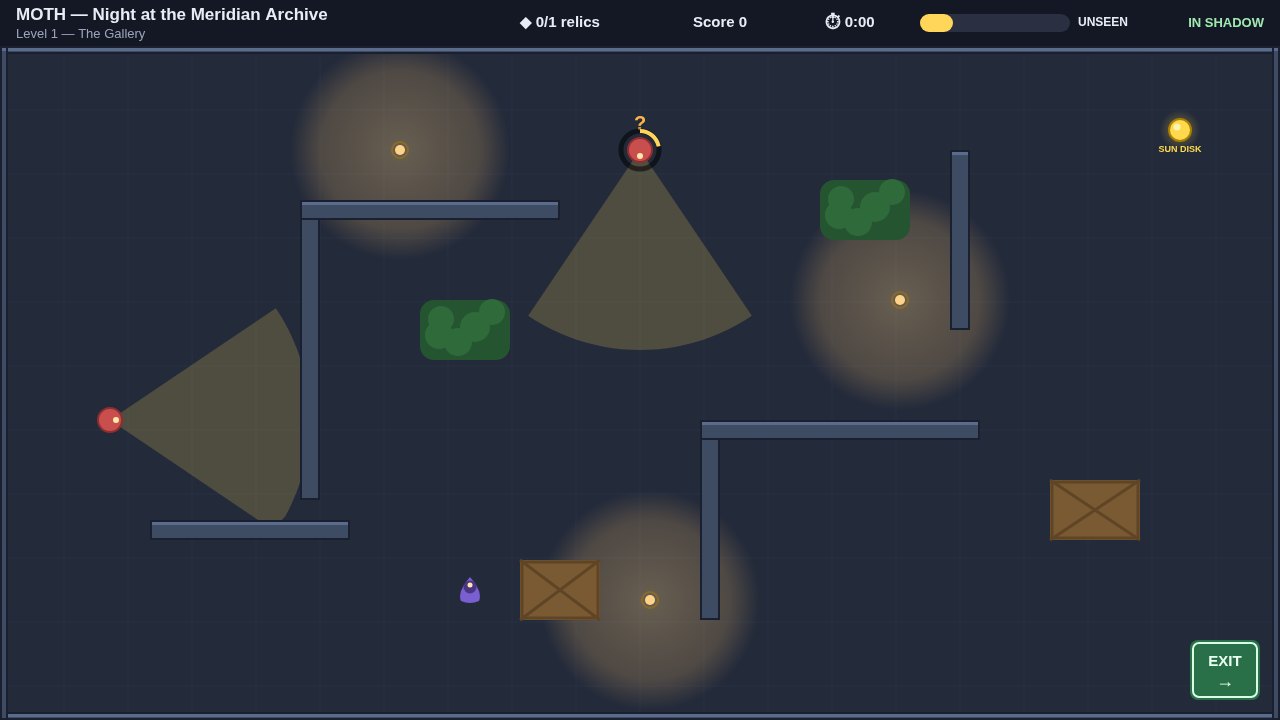 MOTH — Night at the Meridian Archive
Level 1 — The Gallery
◆ 0/1 relics
Score 0
⏱ 0:00
UNSEEN
IN SHADOW
?
SUN DISK
EXIT
→